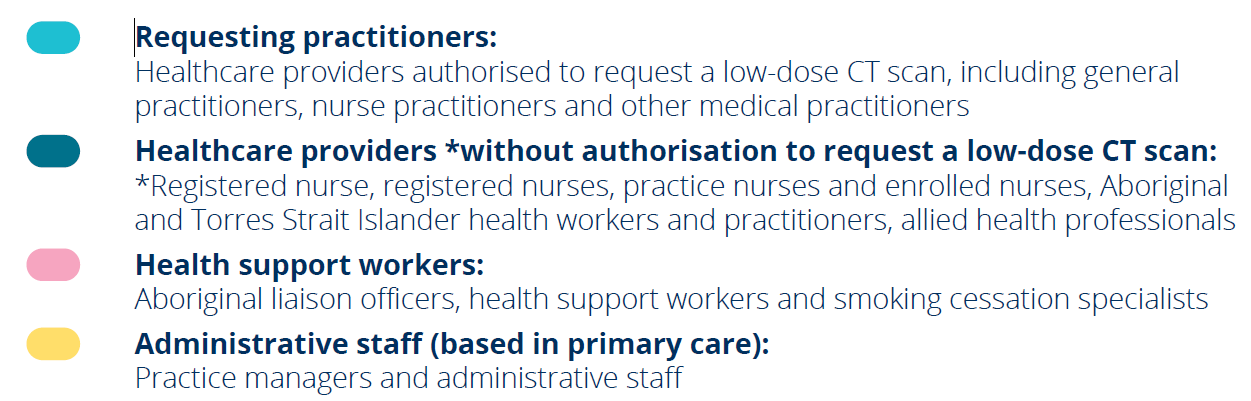 Requesting practitioners:
Healthcare providers authorised to request a low-dose CT scan, including general
practitioners, nurse practitioners and other medical practitioners
Healthcare providers *without authorisation to request a low-dose CT scan:
*Registered nurse, registered nurses, practice nurses and enrolled nurses, Aboriginal
and Torres Strait Islander health workers and practitioners, allied health professionals
Health support workers:
Aboriginal liaison officers, health support workers and smoking cessation specialists
Administrative staff (based in primary care):
Practice managers and administrative staff